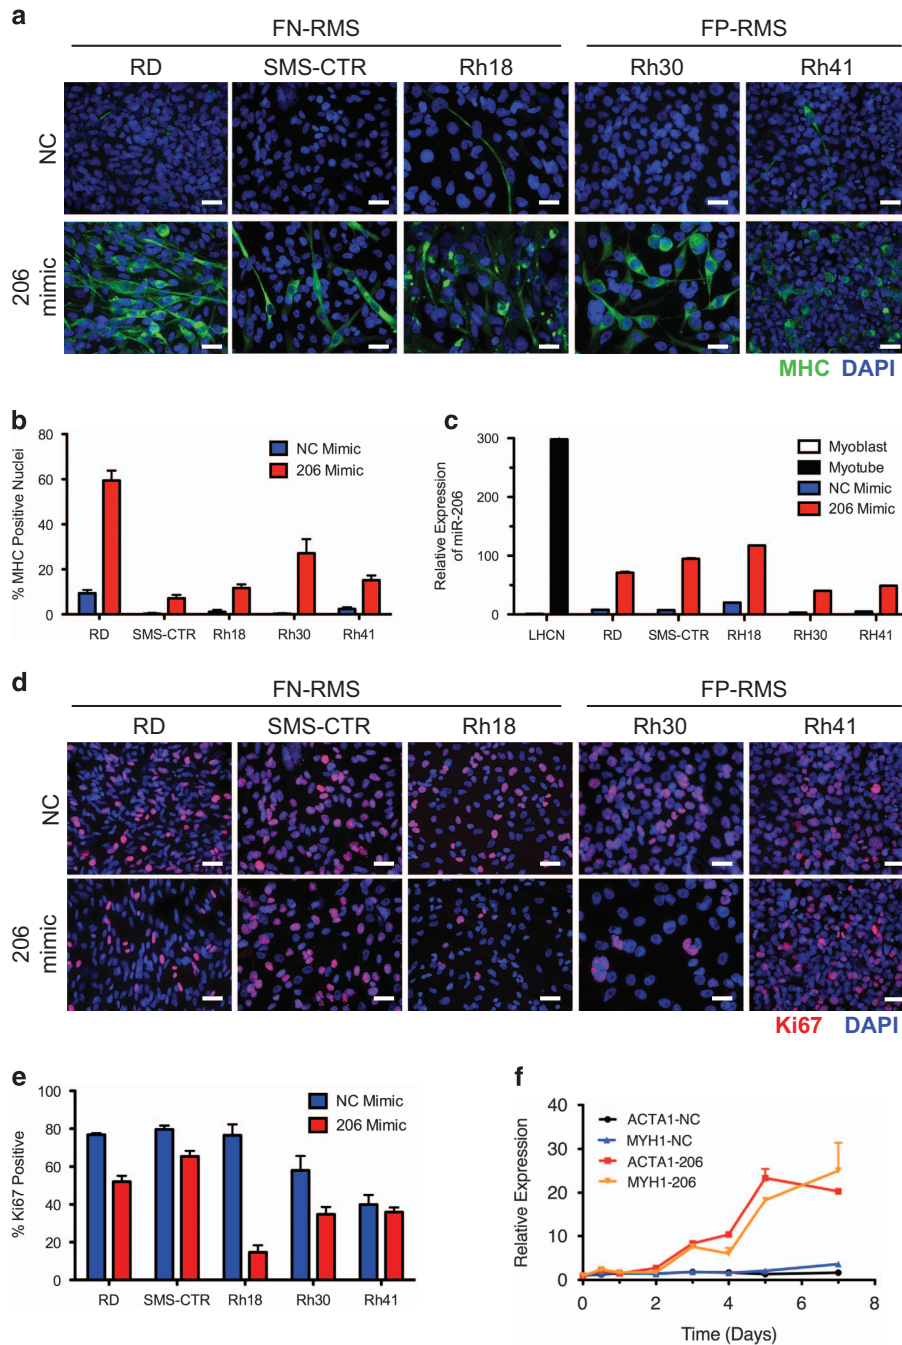 a
FN-RMS FP-RMS
RD SMS-CTR Rh18 Rh30 Rh41
NC
206 mimic
MHC DAPI
b
% MHC Positive Nuclei
80
60
40
20
0
NC Mimic
206 Mimic
RD SMS-CTR Rh18 Rh30 Rh41
c
Relative Expression
of miR-206
300
200
100
0
Myoblast
Myotube
NC Mimic
206 Mimic
LHCN RD SMS-CTR RH18 RH30 RH41
d
FN-RMS FP-RMS
RD SMS-CTR Rh18 Rh30 Rh41
NC
206 mimic
Ki67 DAPI
e
% Ki67 Positive
100
80
60
40
20
0
NC Mimic
206 Mimic
RD SMS-CTR Rh18 Rh30 Rh41
f
Relative Expression
40
30
20
10
0
ACTA1-NC
MYH1-NC
ACTA1-206
MYH1-206
0 2 4 6 8
Time (Days)